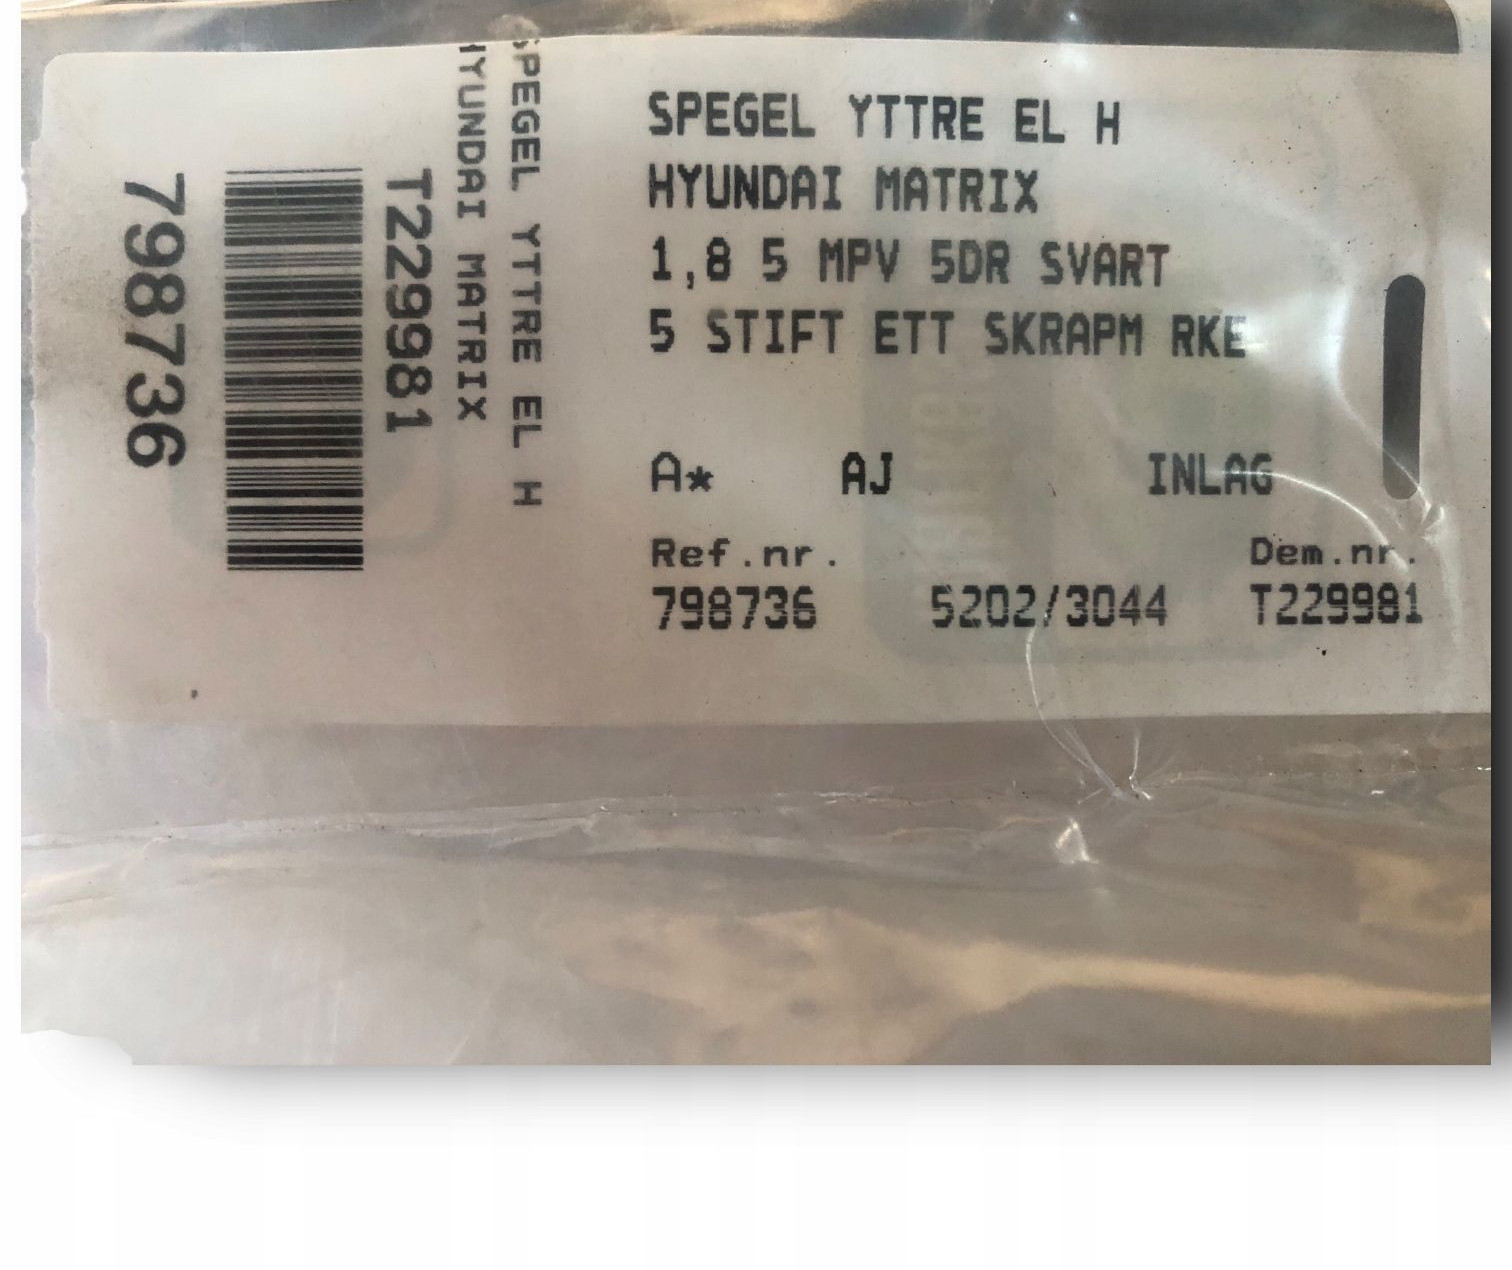 SPEGEL YTTRE EL H
HYUNDAI MATRIX
1,8 5 MPV 5DR SVART
5 STIFT ETT SKRAPM RKE
A* AJ INLAG
Ref.nr. Dem.nr.
798736 5202/3044 T229981
SPEGEL YTTRE EL H
HYUNDAI MATRIX
T229981
798736